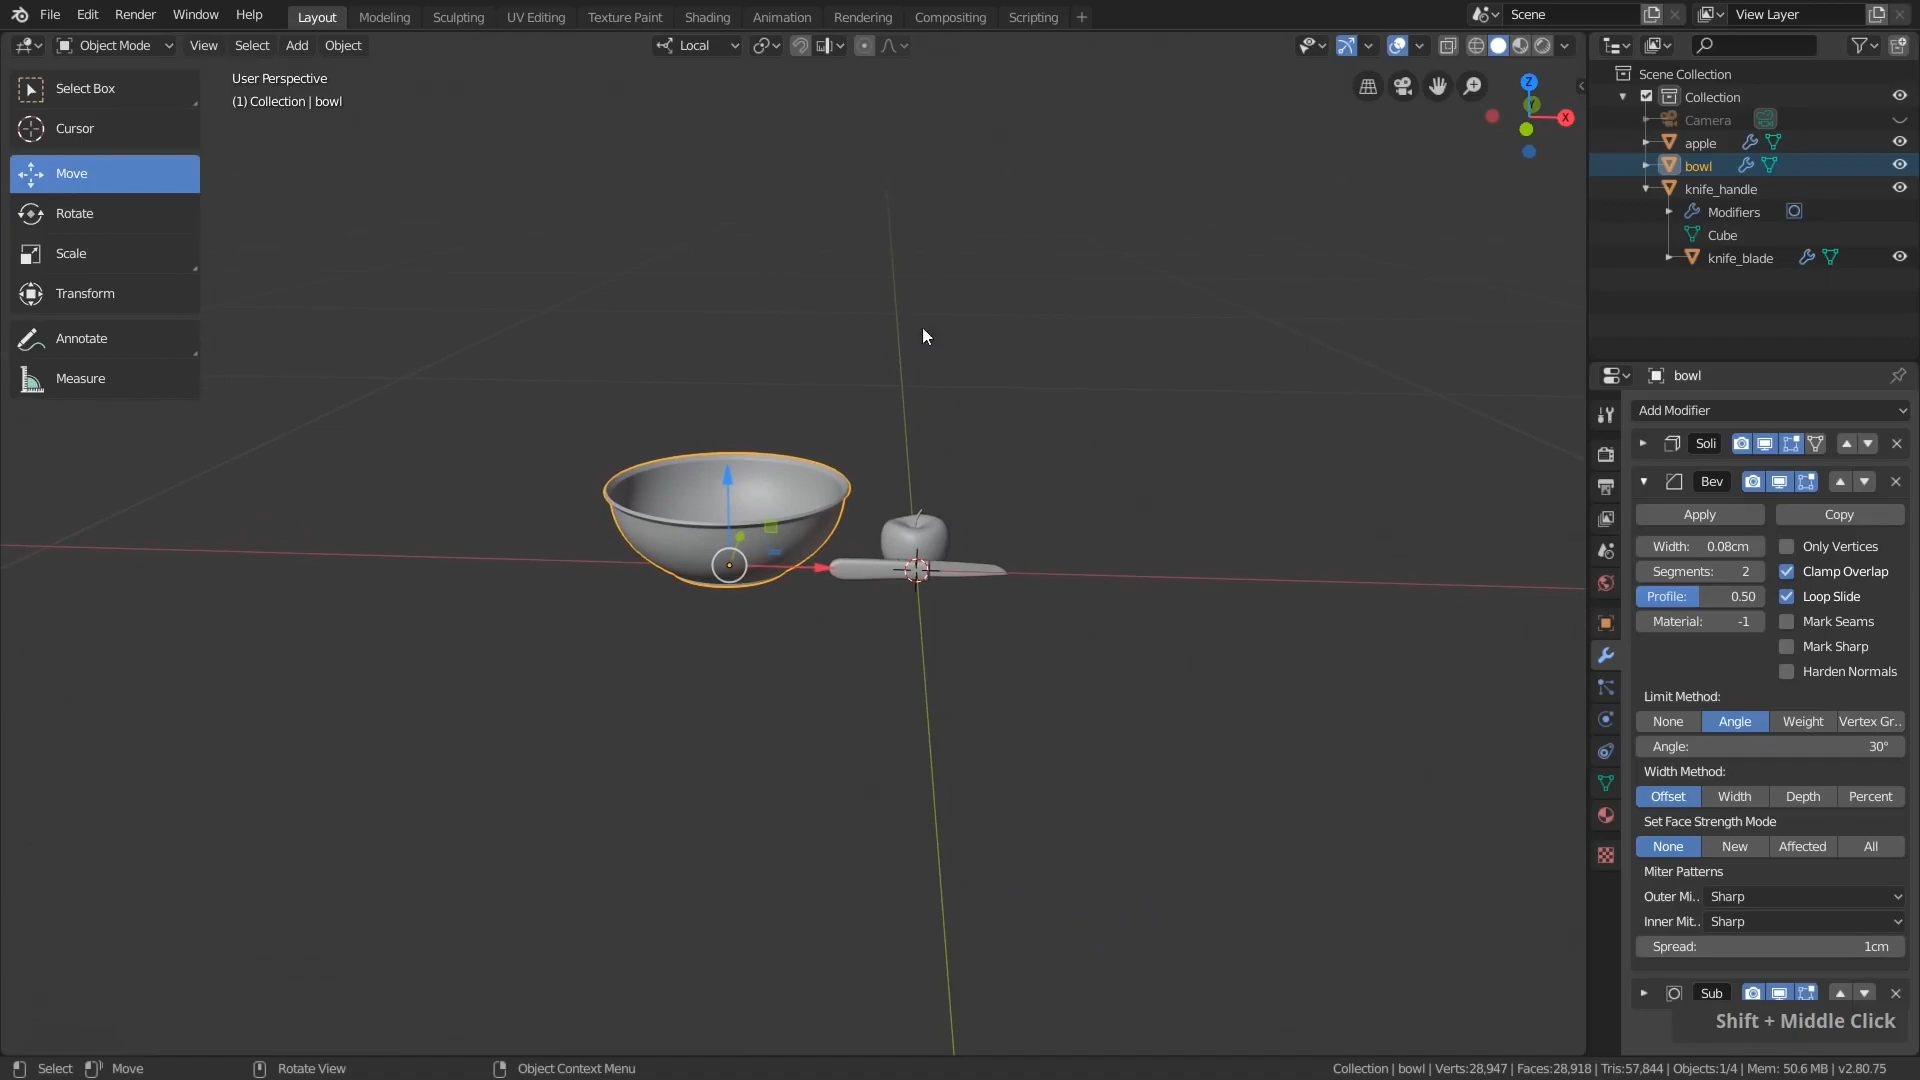 File Edit Render Window Help Layout Modeling Sculpting UV Editing Texture Paint Shading Animation Rendering Compositing Scripting + Scene View Layer
Object Mode View Select Add Object Local
Select Box
Cursor
Move
Rotate
Scale
Transform
Annotate
Measure
User Perspective
(1) Collection | bowl
Z
X
Scene Collection
Collection
Camera
apple
bowl
knife_handle
Modifiers
Cube
knife_blade
bowl
Add Modifier
Soli
Bev
Apply Copy
Width: 0.08cm Only Vertices
Segments: 2 Clamp Overlap
Profile: 0.50 Loop Slide
Material: -1 Mark Seams
Mark Sharp
Harden Normals
Limit Method:
None Angle Weight Vertex Gr..
Angle: 30°
Width Method:
Offset Width Depth Percent
Set Face Strength Mode
None New Affected All
Miter Patterns
Outer Mi.. Sharp
Inner Mit.. Sharp
Spread: 1cm
Sub
Shift + Middle Click
Select Move Rotate View Object Context Menu Collection | bowl | Verts:28,947 | Faces:28,918 | Tris:57,844 | Objects:1/4 | Mem: 50.6 MB | v2.80.75